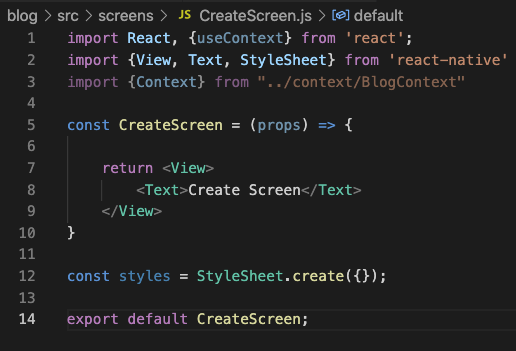 blog > src > screens > JS CreateScreen.js > default
1 import React, {useContext} from 'react';
2 import {View, Text, StyleSheet} from 'react-native'
3 import {Context} from "../context/BlogContext"
4
5 const CreateScreen = (props) => {
6
7     return <View>
8         <Text>Create Screen</Text>
9     </View>
10 }
11
12 const styles = StyleSheet.create({});
13
14 export default CreateScreen;